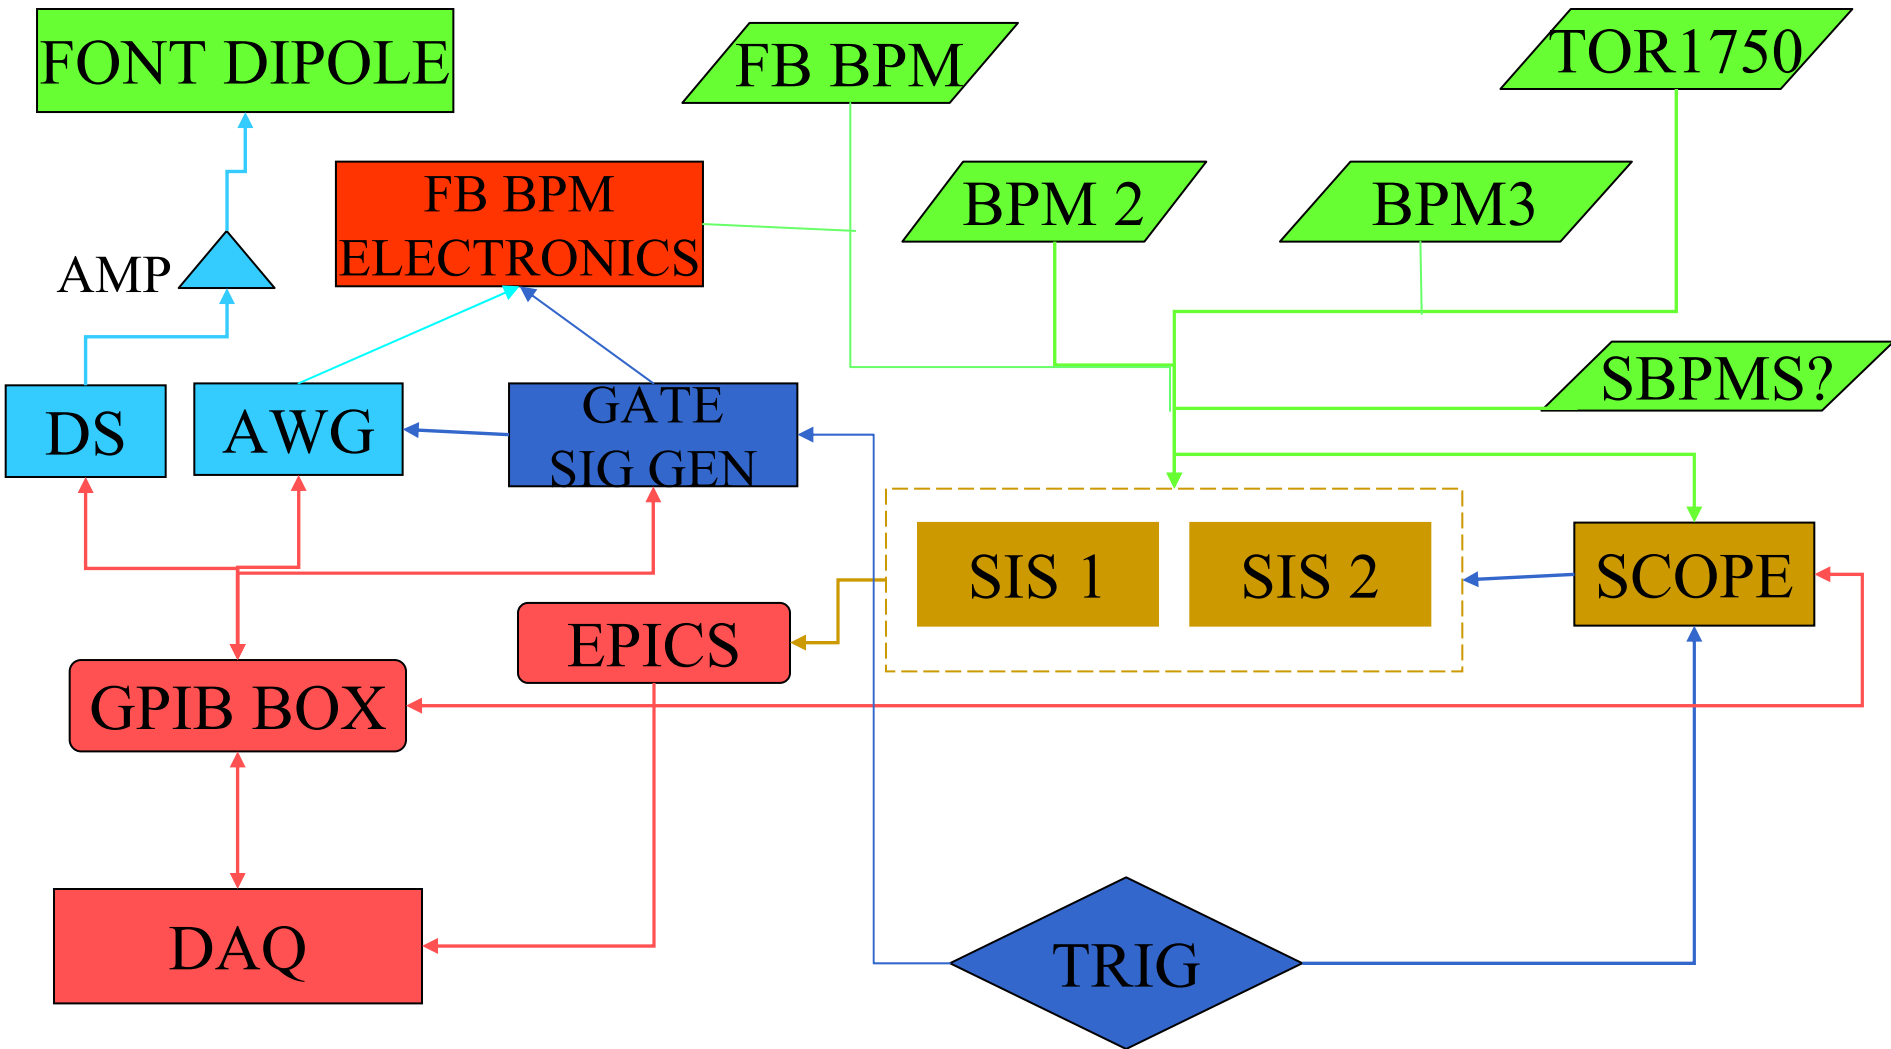 FONT DIPOLE
FB BPM
TOR1750
FB BPM
ELECTRONICS
BPM 2
BPM3
AMP
SBPMS?
DS
AWG
GATE
SIG GEN
SIS 1
SIS 2
SCOPE
EPICS
GPIB BOX
DAQ
TRIG